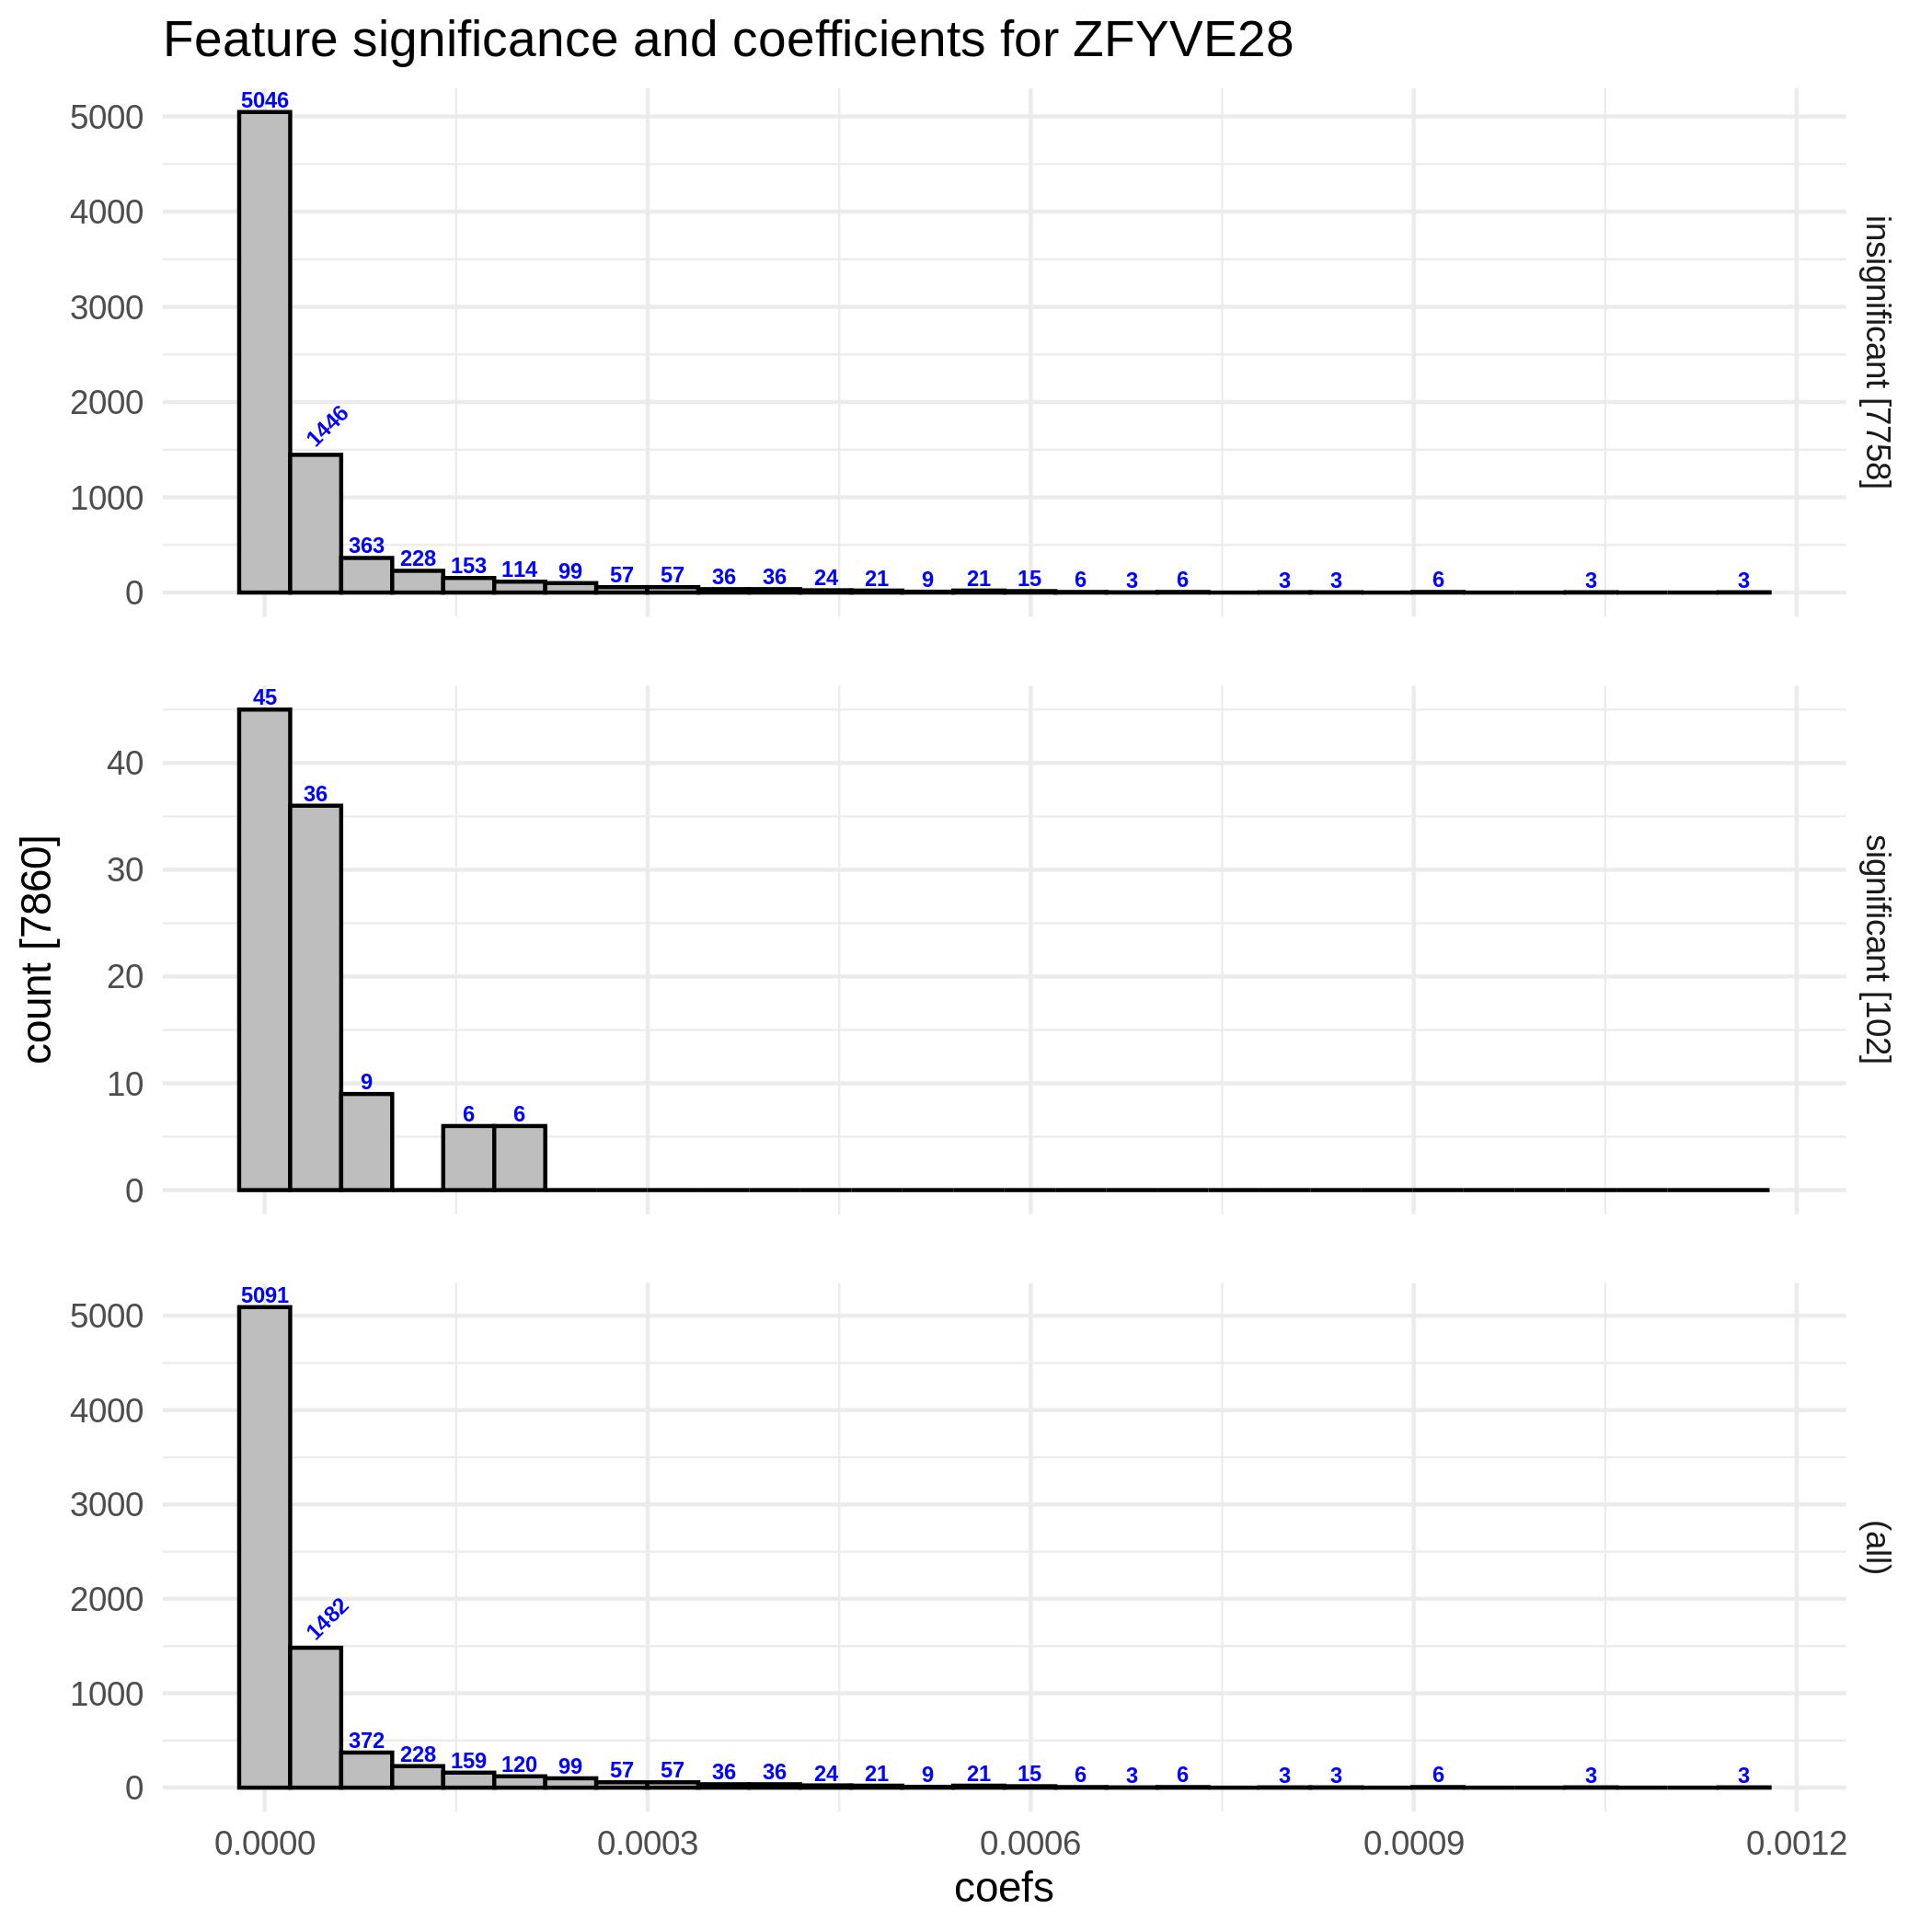 Feature significance and coefficients for ZFYVE28
count [7860]
5000
4000
3000
2000
1000
0
5046
1446
363 228 153 114 99 57 57 36 36 24 21 9 21 15 6 3 6 3 3 6 3 3
insignificant [7758]
40
30
20
10
0
45
36
9
6 6
significant [102]
5000
4000
3000
2000
1000
0
5091
1482
372 228 159 120 99 57 57 36 36 24 21 9 21 15 6 3 6 3 3 6 3 3
(all)
0.0000 0.0003 0.0006 0.0009 0.0012
coefs